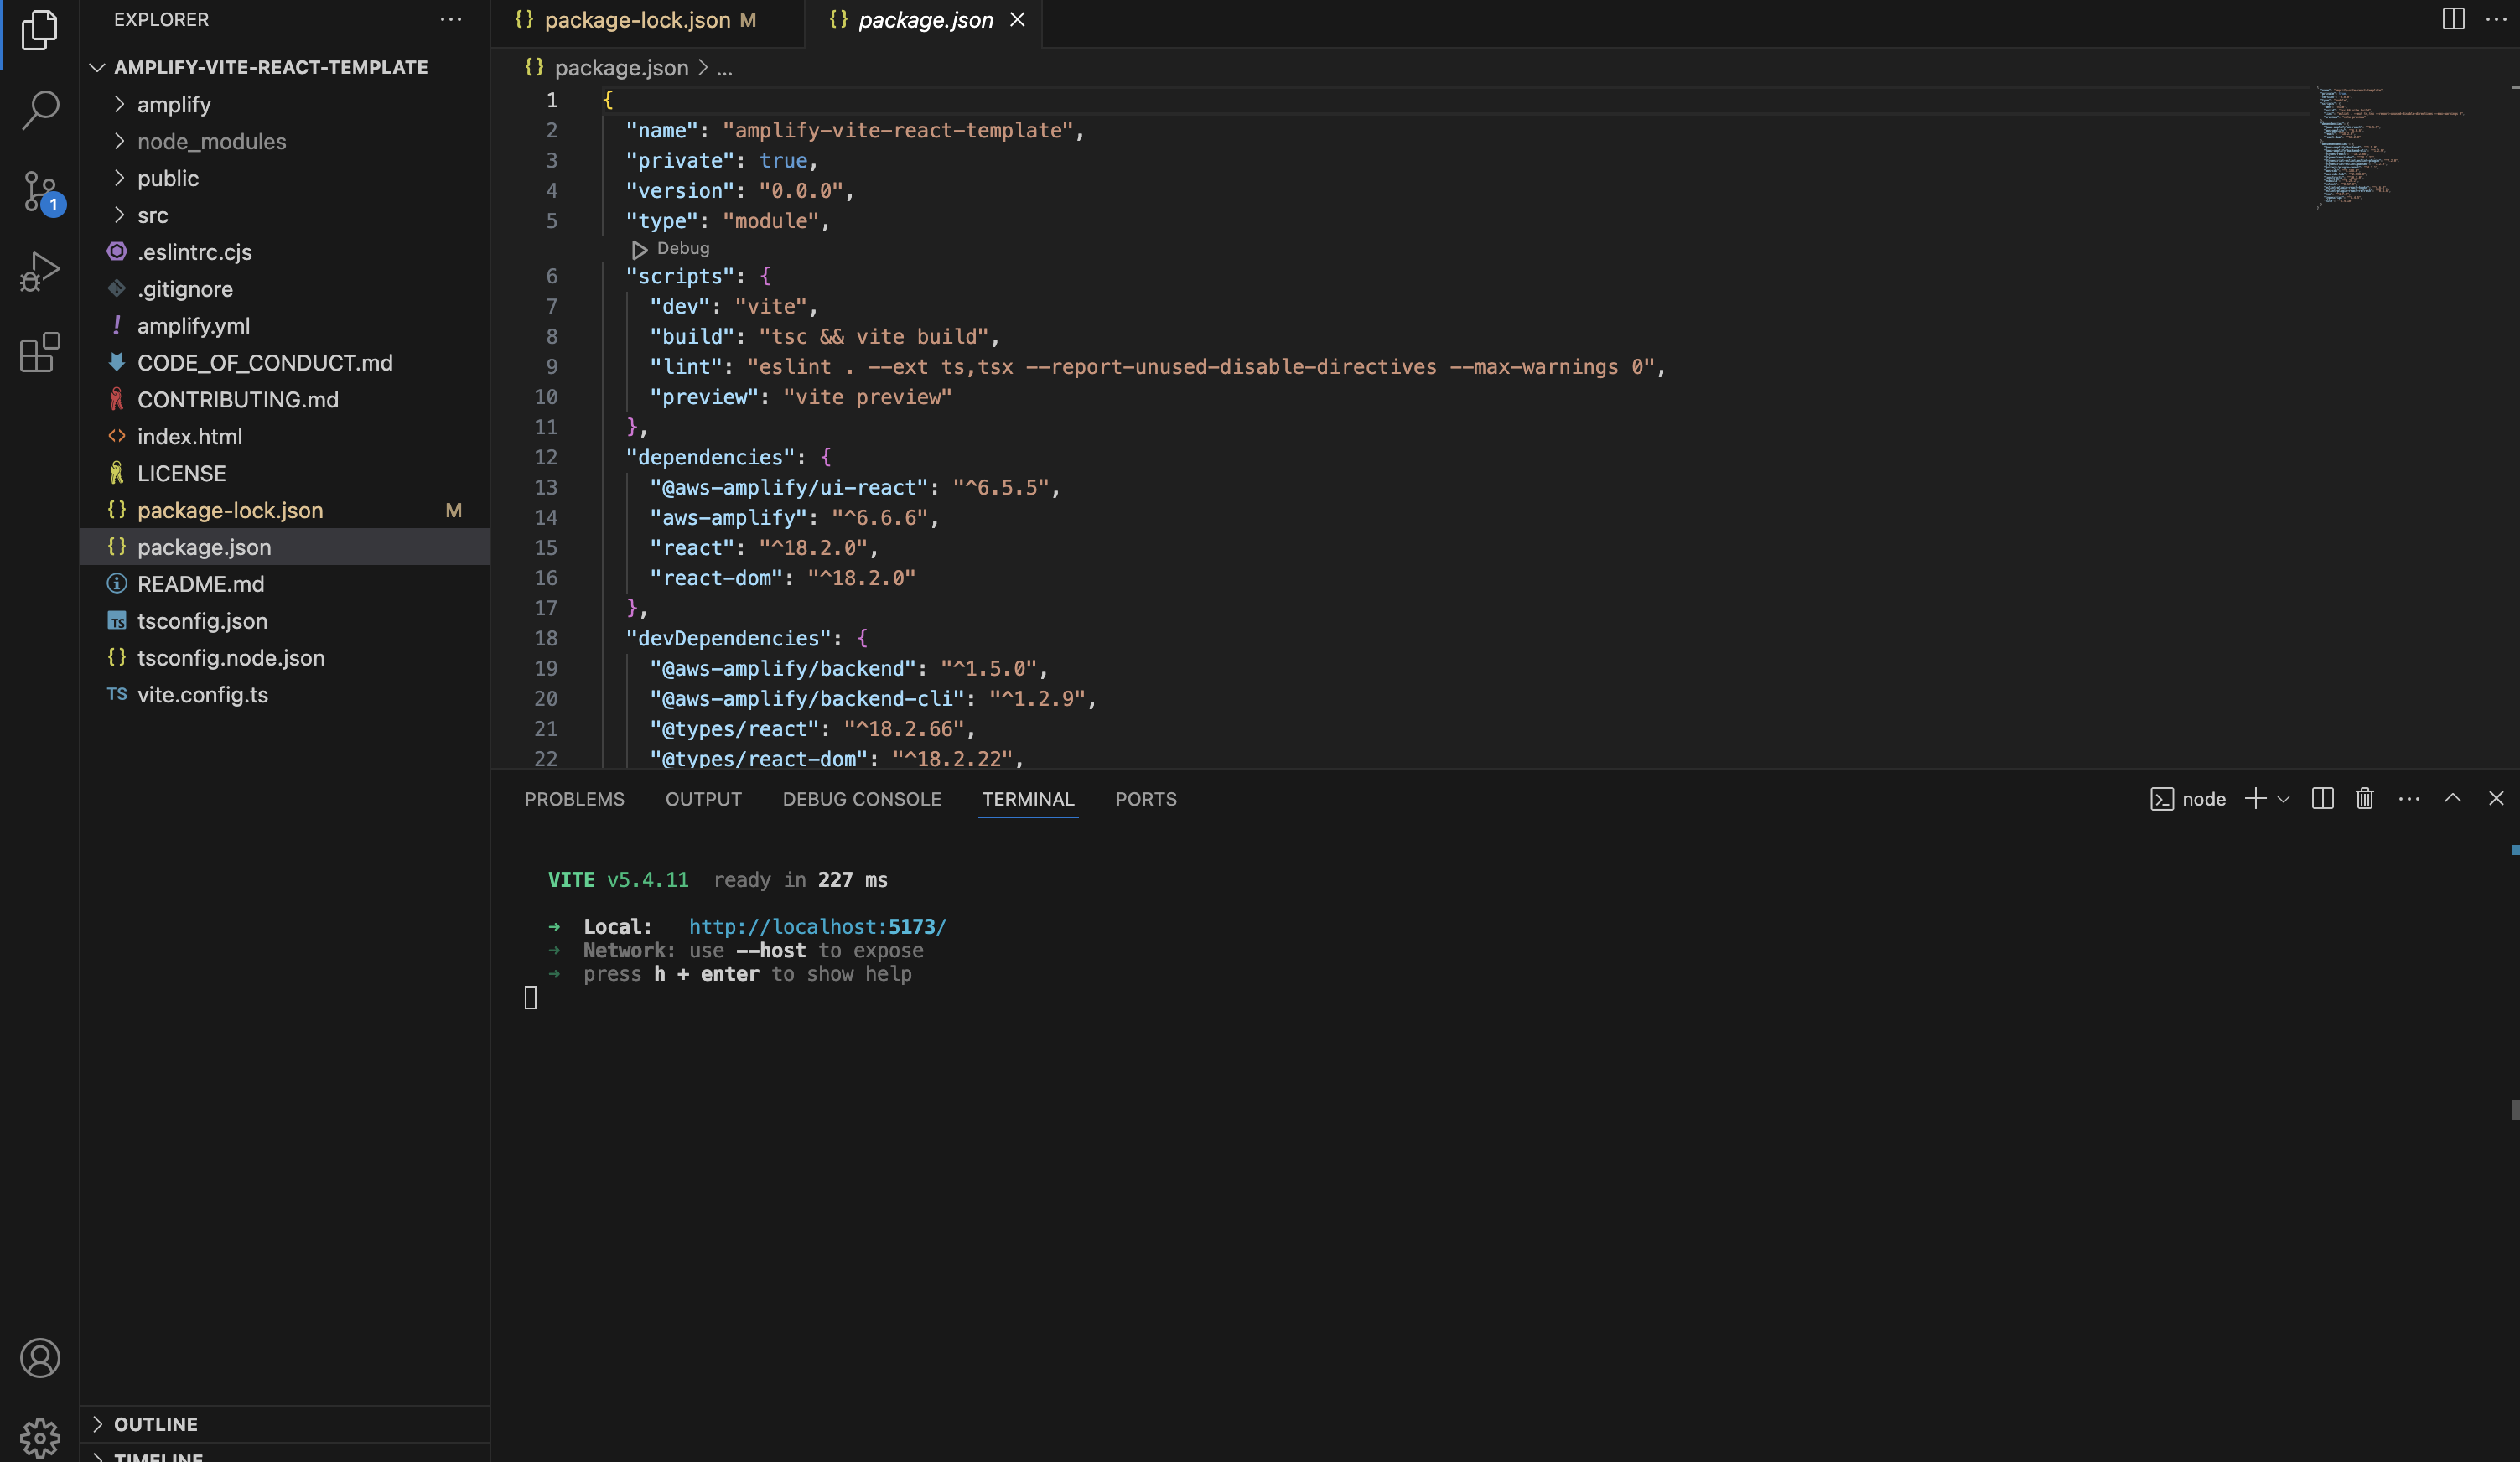 EXPLORER
AMPLIFY-VITE-REACT-TEMPLATE
amplify
node_modules
public
src
.eslintrc.cjs
.gitignore
! amplify.yml
CODE_OF_CONDUCT.md
CONTRIBUTING.md
index.html
LICENSE
{} package-lock.json M
{} package.json
README.md
TS tsconfig.json
{} tsconfig.node.json
TS vite.config.ts
OUTLINE
TIMELINE
1
{} package-lock.json M
{} package.json
{} package.json > ...
1 {
2 "name": "amplify-vite-react-template",
3 "private": true,
4 "version": "0.0.0",
5 "type": "module",
Debug
6 "scripts": {
7 "dev": "vite",
8 "build": "tsc && vite build",
9 "lint": "eslint . --ext ts,tsx --report-unused-disable-directives --max-warnings 0",
10 "preview": "vite preview"
11 },
12 "dependencies": {
13 "@aws-amplify/ui-react": "^6.5.5",
14 "aws-amplify": "^6.6.6",
15 "react": "^18.2.0",
16 "react-dom": "^18.2.0"
17 },
18 "devDependencies": {
19 "@aws-amplify/backend": "^1.5.0",
20 "@aws-amplify/backend-cli": "^1.2.9",
21 "@types/react": "^18.2.66",
22 "@types/react-dom": "^18.2.22",
PROBLEMS OUTPUT DEBUG CONSOLE TERMINAL PORTS
node
VITE v5.4.11 ready in 227 ms
➜ Local: http://localhost:5173/
➜ Network: use --host to expose
➜ press h + enter to show help